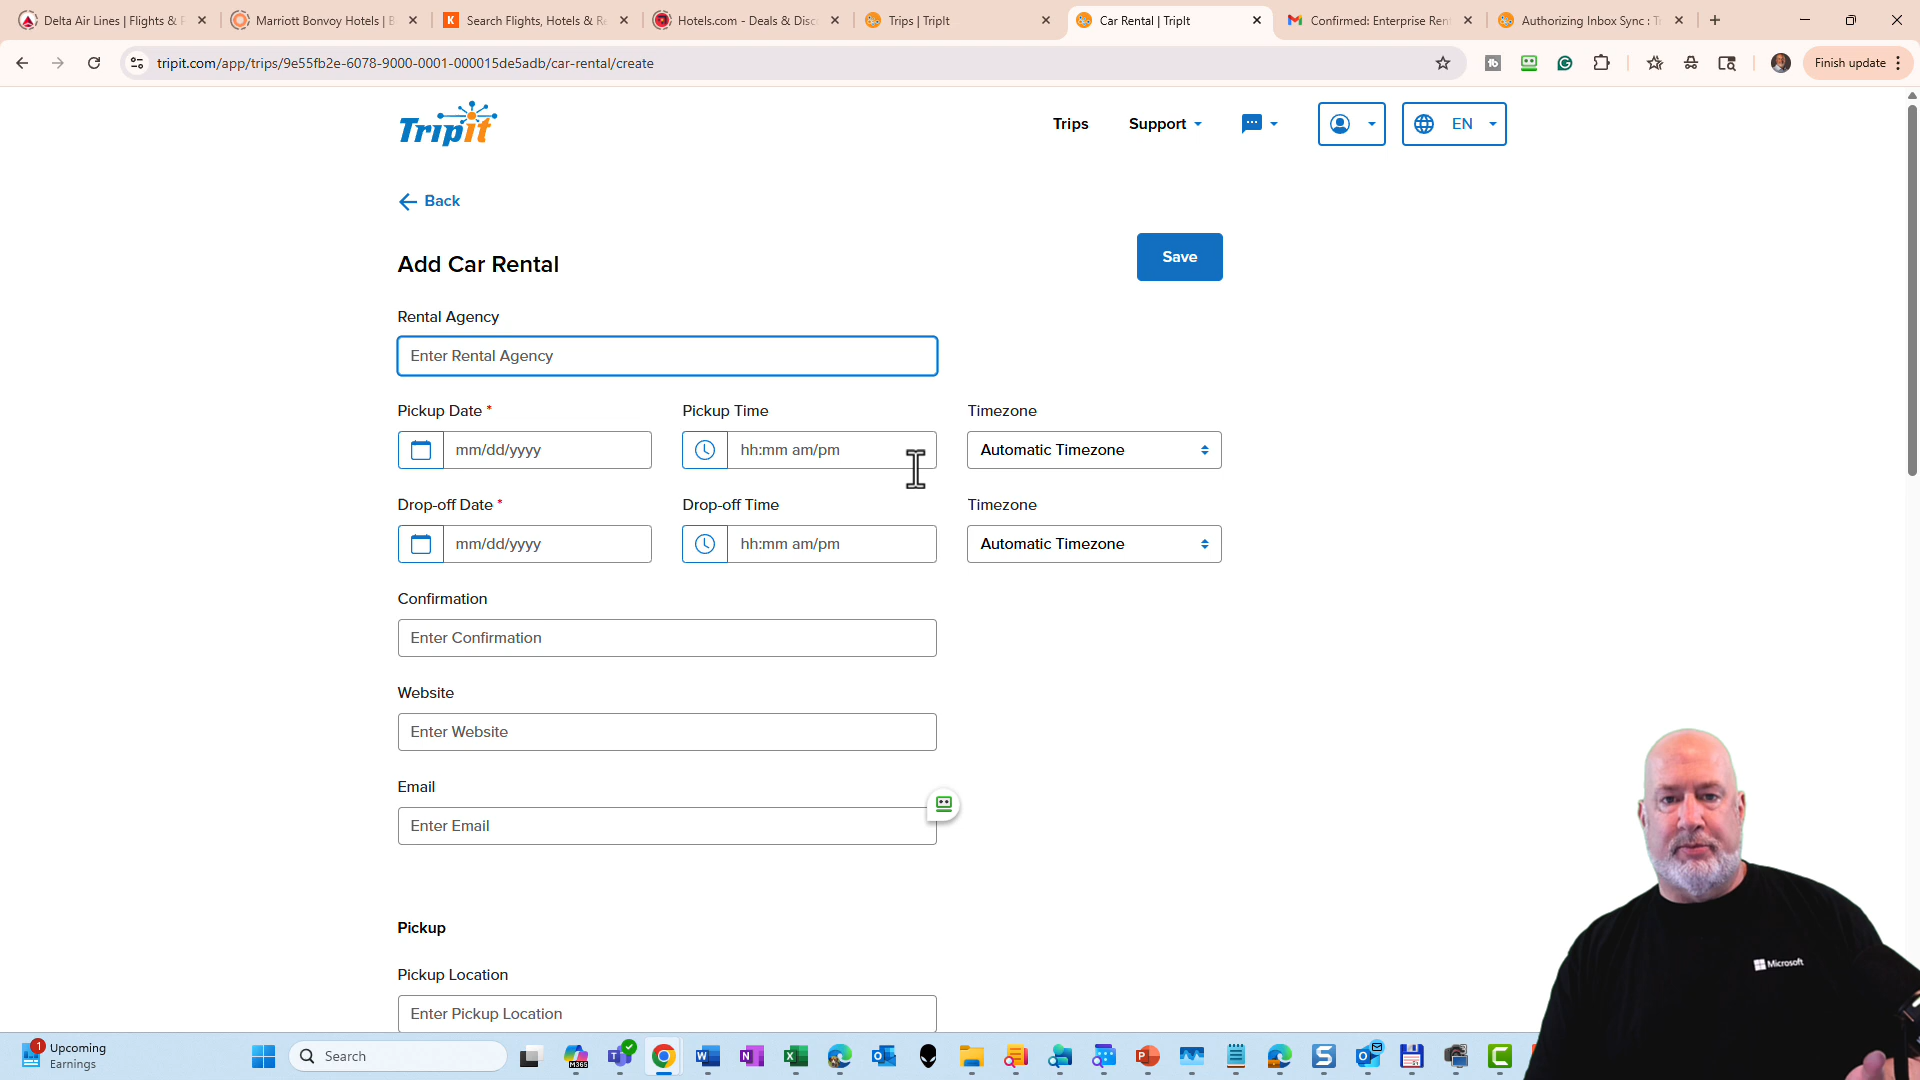 Delta Air Lines | Flights &
Marriott Bonvoy Hotels |
Search Flights, Hotels &
Hotels.com - Deals & Disc
Trips | TripIt
Car Rental | TripIt
Confirmed: Enterprise Ren
Authorizing Inbox Sync :
tripit.com/app/trips/9e55fb2e-6078-9000-0001-000015de5adb/car-rental/create
Finish update
TripIt
Trips
Support
EN
Back
Add Car Rental
Save
Rental Agency
Enter Rental Agency
Pickup Date *
Pickup Time
Timezone
mm/dd/yyyy
hh:mm am/pm
Automatic Timezone
Drop-off Date *
Drop-off Time
Timezone
mm/dd/yyyy
hh:mm am/pm
Automatic Timezone
Confirmation
Enter Confirmation
Website
Enter Website
Email
Enter Email
Pickup
Pickup Location
Enter Pickup Location
Microsoft
1
Upcoming
Earnings
Search
M365